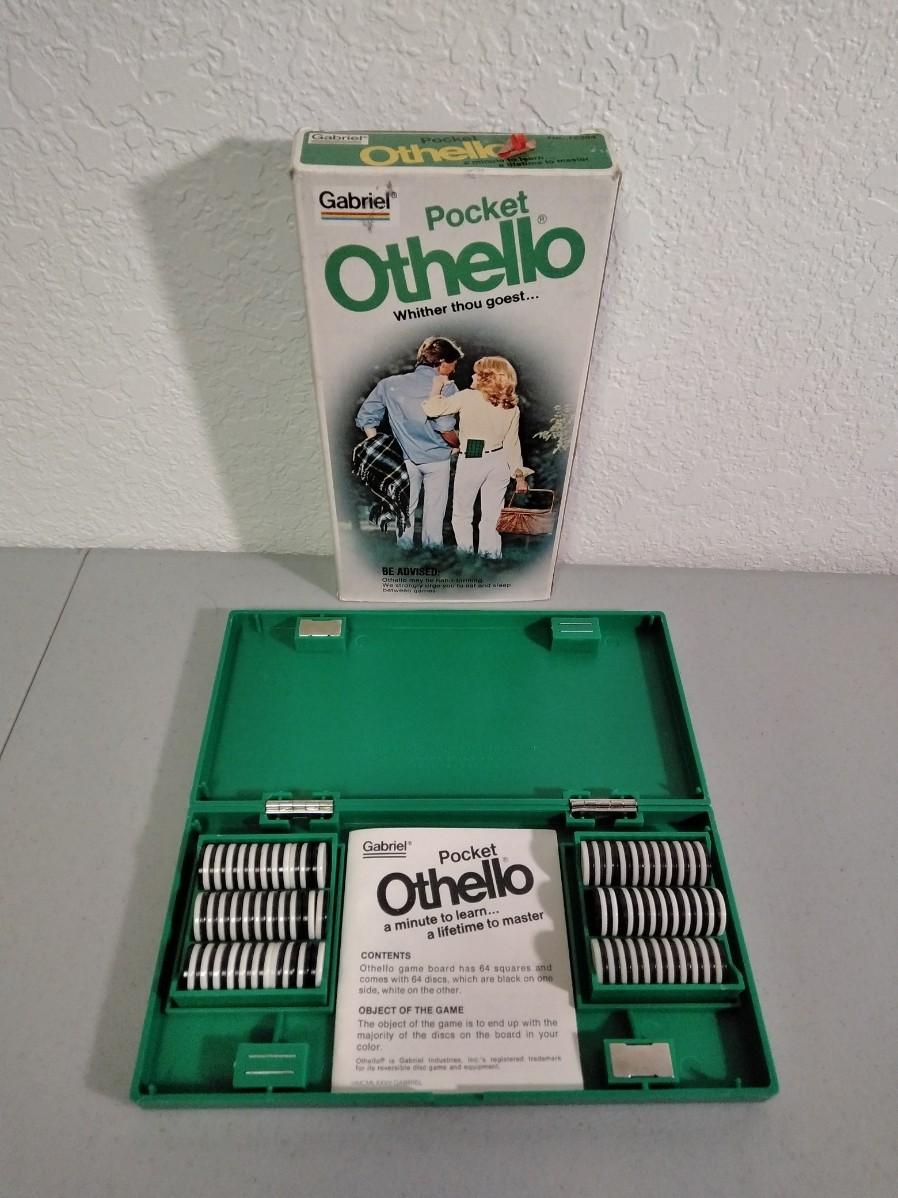 Gabriel®
Pocket
Othello
a minute to learn...
a lifetime to master
Gabriel®
Pocket
Othello®
Whither thou goest...
BE ADVISED:
Othello may be habit-forming.
We strongly urge you to eat and sleep
between games.
Gabriel®
Pocket
Othello®
a minute to learn...
a lifetime to master
CONTENTS
Othello game board has 64 squares and
comes with 64 discs, which are black on one
side, white on the other.
OBJECT OF THE GAME
The object of the game is to end up with the
majority of the discs on the board in your
color.
Othello® is Gabriel Industries, Inc.'s registered trademark
for its reversible disc game and equipment.
GABRIEL